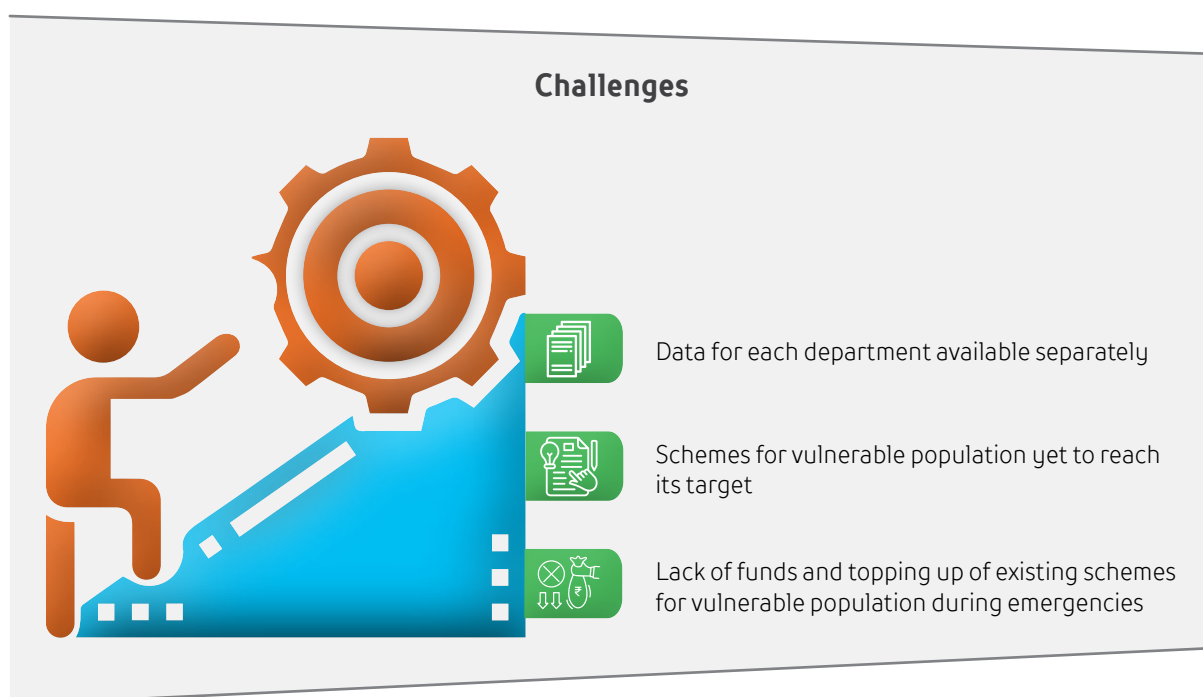 Challenges
Data for each department available separately
Schemes for vulnerable population yet to reach
its target
₹
Lack of funds and topping up of existing schemes
for vulnerable population during emergencies